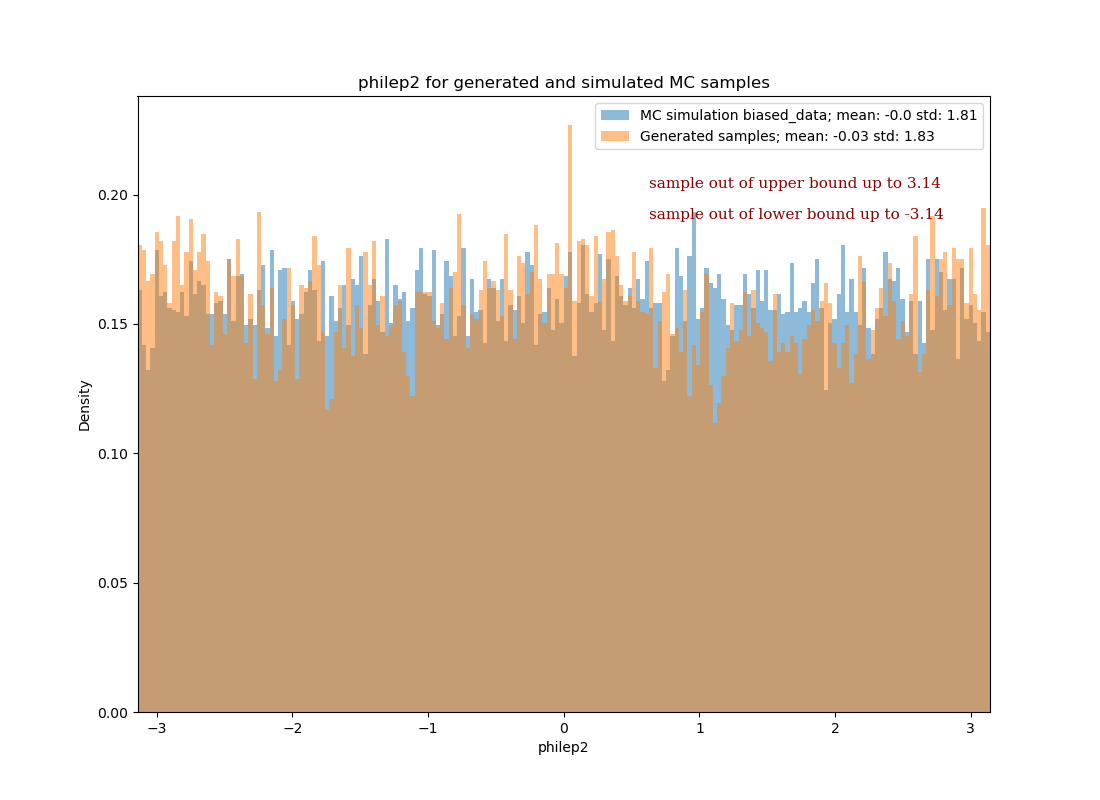 philep2 for generated and simulated MC samples
MC simulation biased_data; mean: -0.0 std: 1.81
Generated samples; mean: -0.03 std: 1.83
sample out of upper bound up to 3.14
sample out of lower bound up to -3.14
Density
0.20
0.15
0.10
0.05
0.00
−3 −2 −1 0 1 2 3
philep2